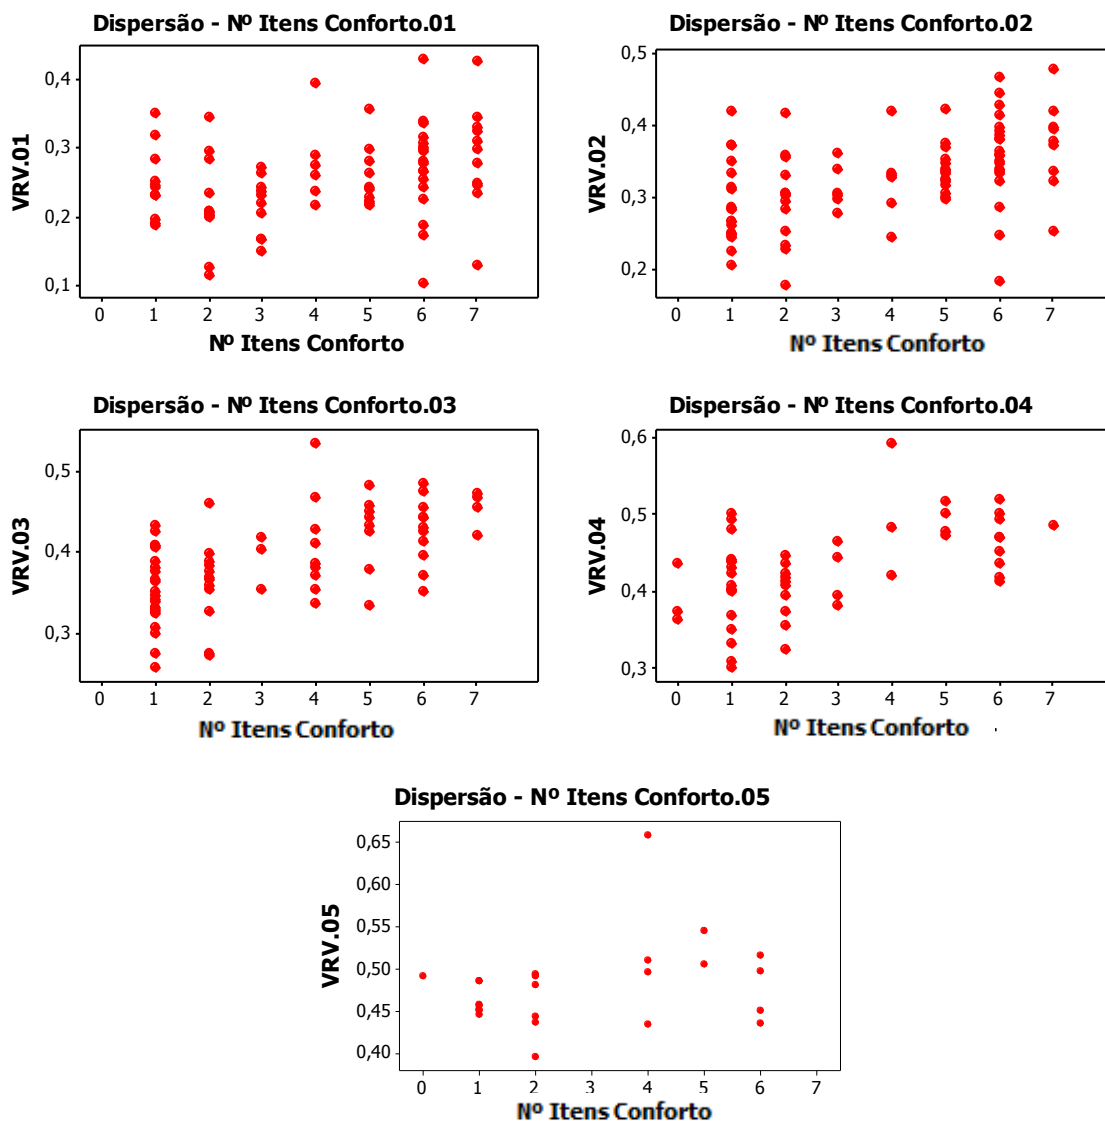 Dispersão - Nº Itens Conforto.01
0,4
0,3
0,2
0,1
VRV.01
0 1 2 3 4 5 6 7
Nº Itens Conforto
Dispersão - Nº Itens Conforto.02
0,5
0,4
0,3
0,2
VRV.02
0 1 2 3 4 5 6 7
Nº Itens Conforto
Dispersão - Nº Itens Conforto.03
0,5
0,4
0,3
VRV.03
0 1 2 3 4 5 6 7
Nº Itens Conforto
Dispersão - Nº Itens Conforto.04
0,6
0,5
0,4
0,3
VRV.04
0 1 2 3 4 5 6 7
Nº Itens Conforto
Dispersão - Nº Itens Conforto.05
0,65
0,60
0,55
0,50
0,45
0,40
VRV.05
0 1 2 3 4 5 6 7
Nº Itens Conforto